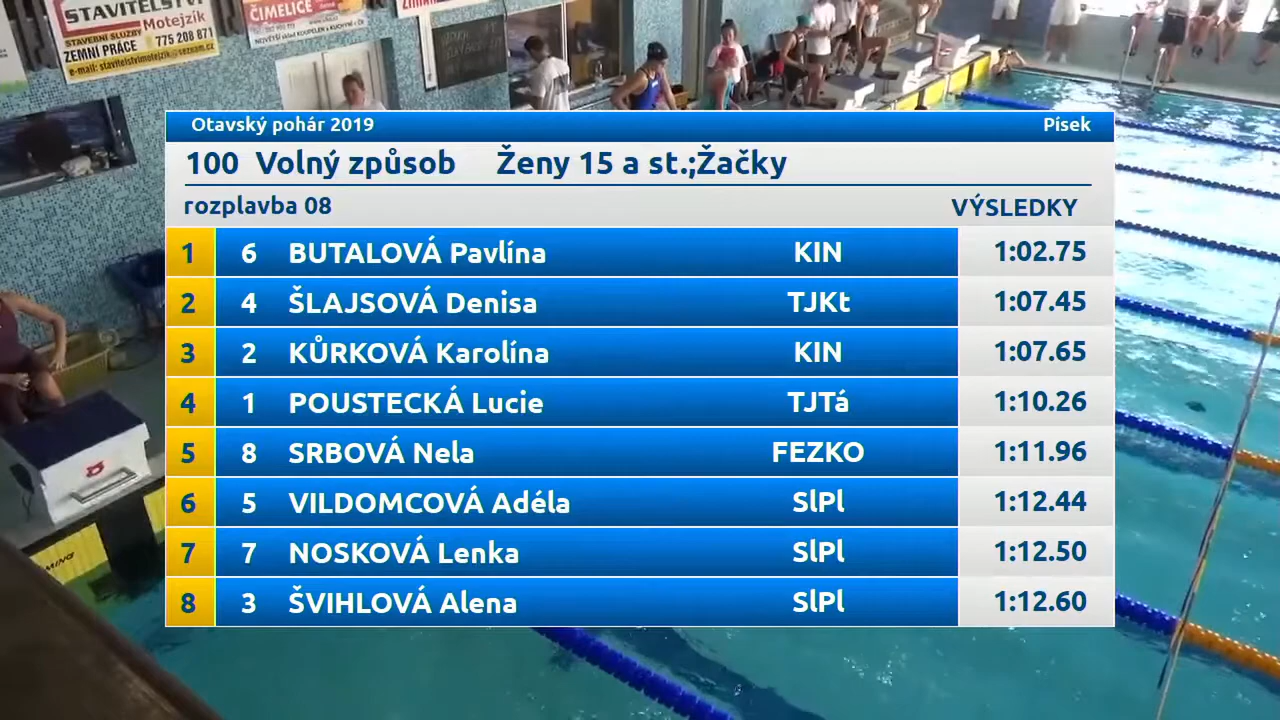 STAVITELSTVÍ
Motejzík
STAVEBNÍ SLUŽBY
ZEMNÍ PRÁCE 775 208 871
e-mail: stavitelstvimotejzik@seznam.cz
ČIMELICE
Otavský pohár 2019 Písek
100 Volný způsob Ženy 15 a st.;Žačky
rozplavba 08 VÝSLEDKY
1 6 BUTALOVÁ Pavlína KIN 1:02.75
2 4 ŠLAJSOVÁ Denisa TJKt 1:07.45
3 2 KŮRKOVÁ Karolína KIN 1:07.65
4 1 POUSTECKÁ Lucie TJTá 1:10.26
5 8 SRBOVÁ Nela FEZKO 1:11.96
6 5 VILDOMCOVÁ Adéla SlPl 1:12.44
7 7 NOSKOVÁ Lenka SlPl 1:12.50
8 3 ŠVIHLOVÁ Alena SlPl 1:12.60